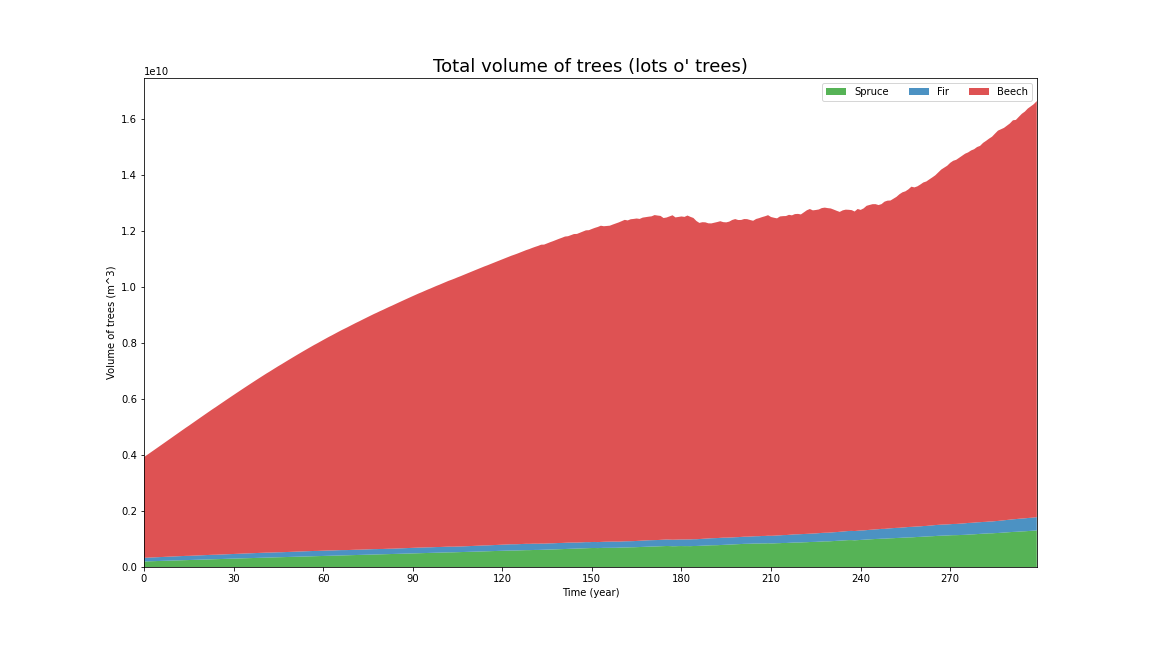 Total volume of trees (lots o' trees)
1e10
Spruce Fir Beech
1.6
1.4
1.2
1.0
0.8
0.6
0.4
0.2
0.0
Volume of trees (m^3)
0 30 60 90 120 150 180 210 240 270
Time (year)